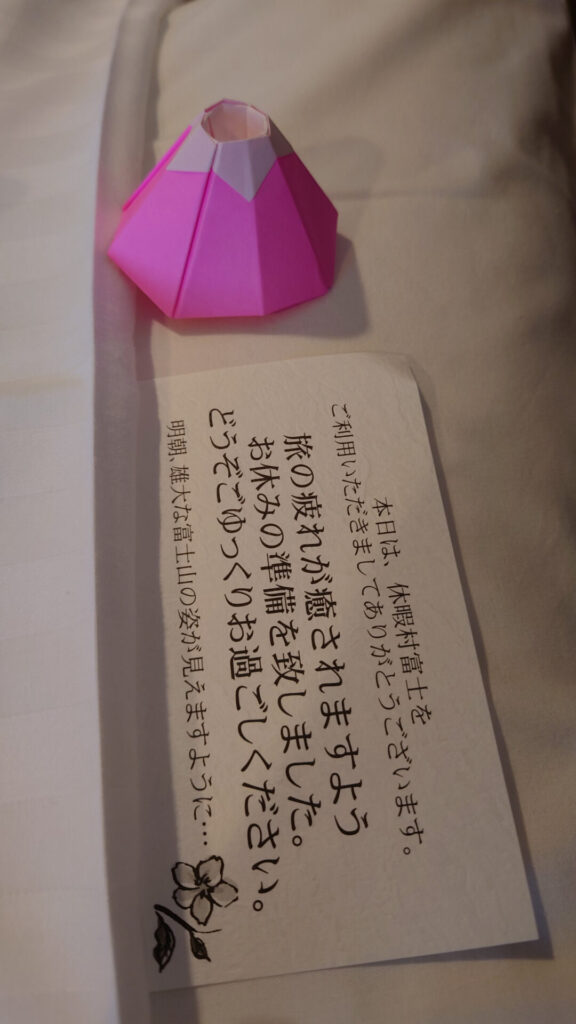 本日は、休暇村富士を
ご利用いただきましてありがとうございます。
旅の疲れが癒されますよう
お休みの準備を致しました。
どうぞごゆっくりお過ごしください。
明朝、雄大な富士山の姿が見えますように…